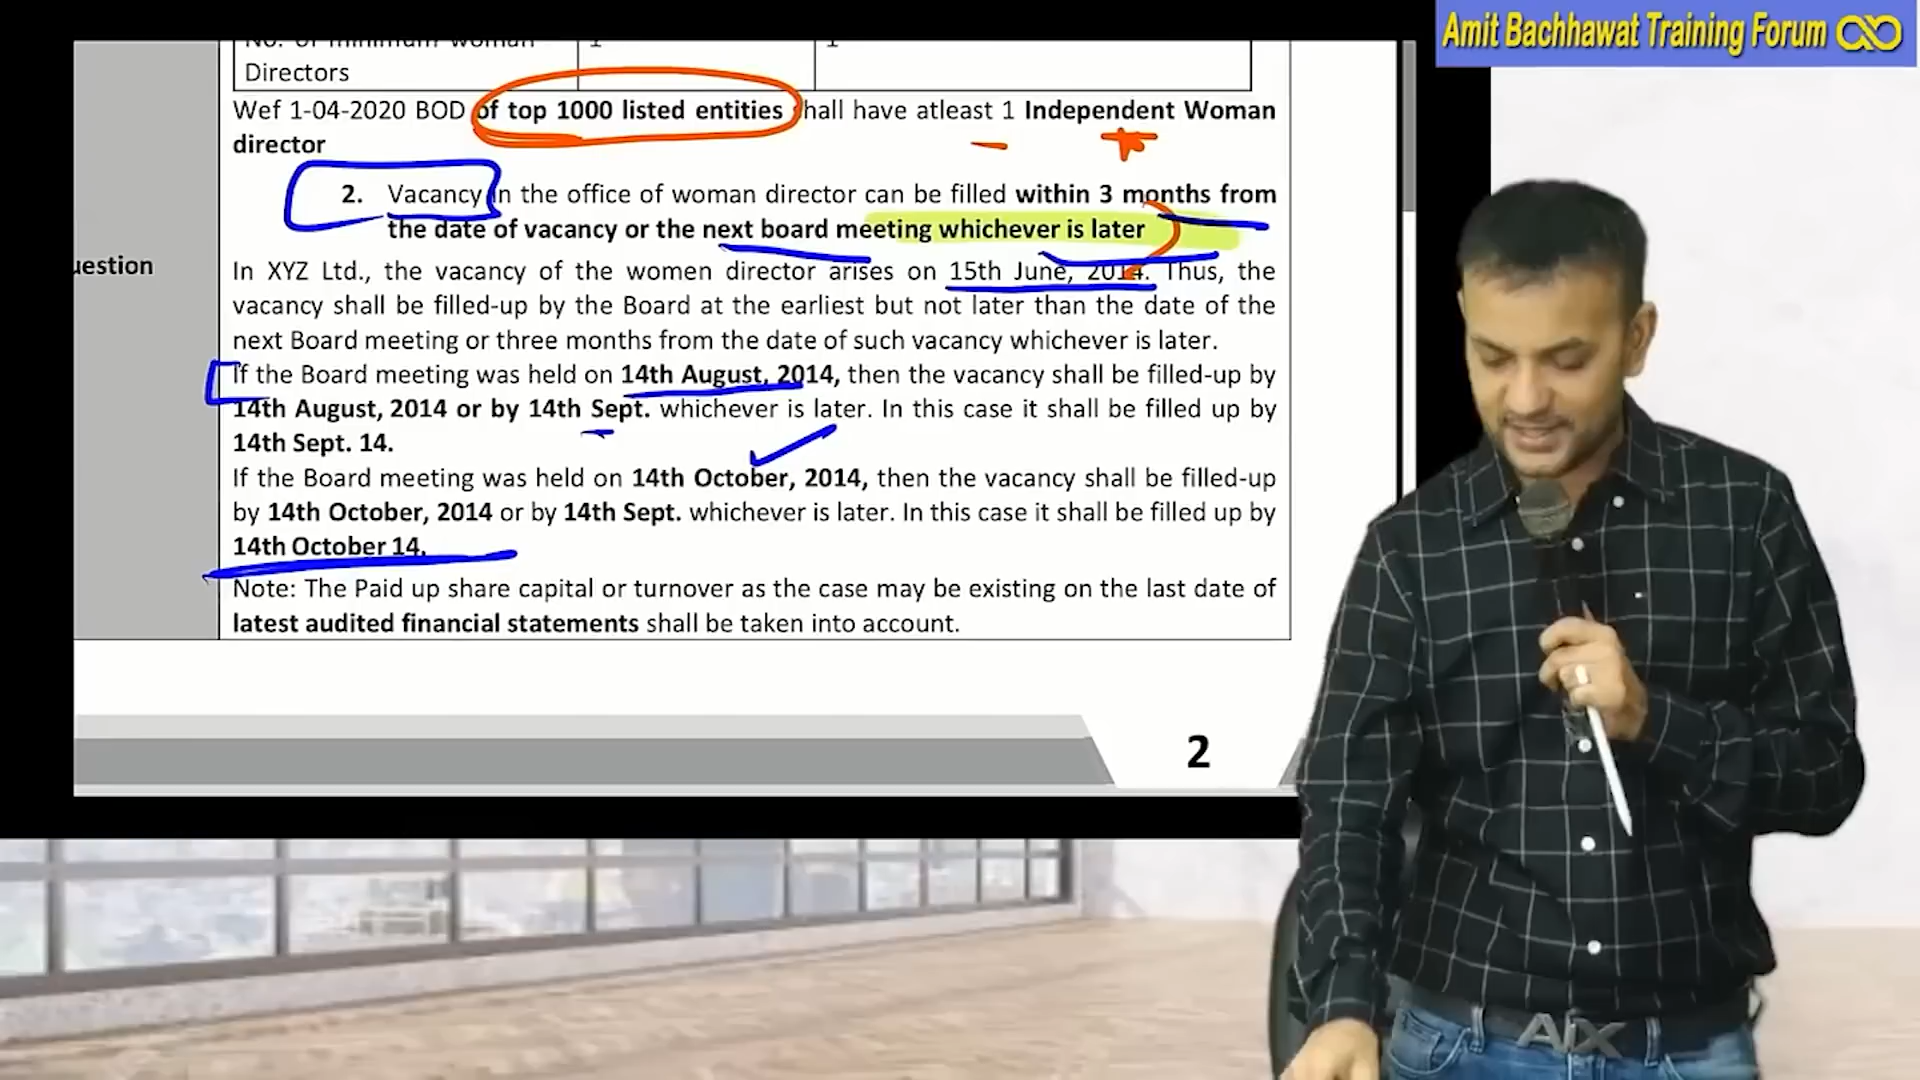 Amit Bachhawat Training Forum
No. of minimum woman 1 1
Directors
Wef 1-04-2020 BOD of top 1000 listed entities shall have atleast 1 Independent Woman
director
2. Vacancy in the office of woman director can be filled within 3 months from
the date of vacancy or the next board meeting whichever is later
uestion
In XYZ Ltd., the vacancy of the women director arises on 15th June, 2014. Thus, the
vacancy shall be filled-up by the Board at the earliest but not later than the date of the
next Board meeting or three months from the date of such vacancy whichever is later.
If the Board meeting was held on 14th August, 2014, then the vacancy shall be filled-up by
14th August, 2014 or by 14th Sept. whichever is later. In this case it shall be filled up by
14th Sept. 14.
If the Board meeting was held on 14th October, 2014, then the vacancy shall be filled-up
by 14th October, 2014 or by 14th Sept. whichever is later. In this case it shall be filled up by
14th October 14.
Note: The Paid up share capital or turnover as the case may be existing on the last date of
latest audited financial statements shall be taken into account.
2
AX